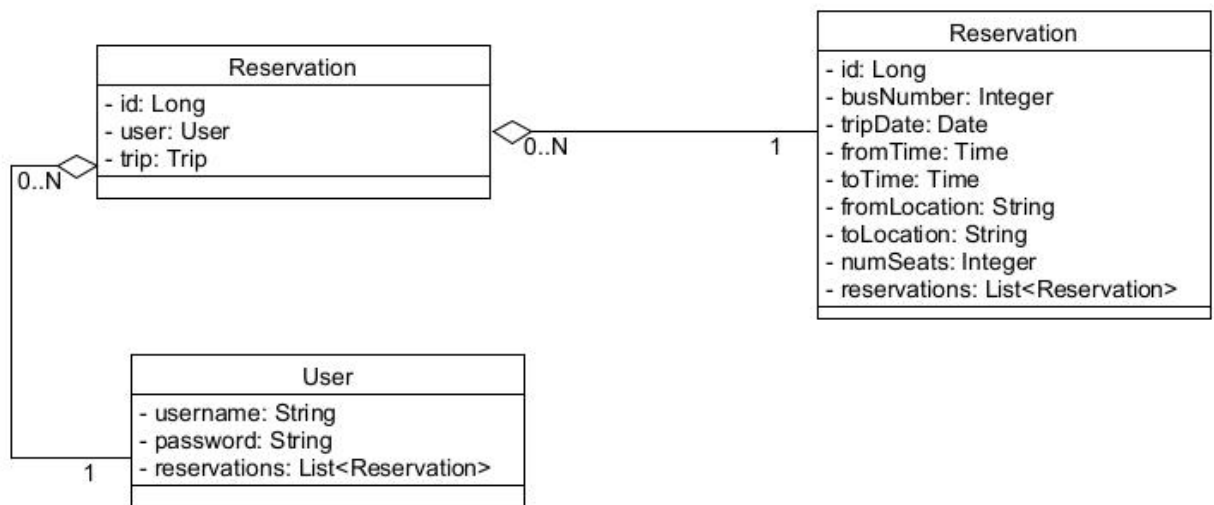 Reservation
- id: Long
- user: User
- trip: Trip
0..N
0..N
1
Reservation
- id: Long
- busNumber: Integer
- tripDate: Date
- fromTime: Time
- toTime: Time
- fromLocation: String
- toLocation: String
- numSeats: Integer
- reservations: List<Reservation>
User
- username: String
- password: String
- reservations: List<Reservation>
1